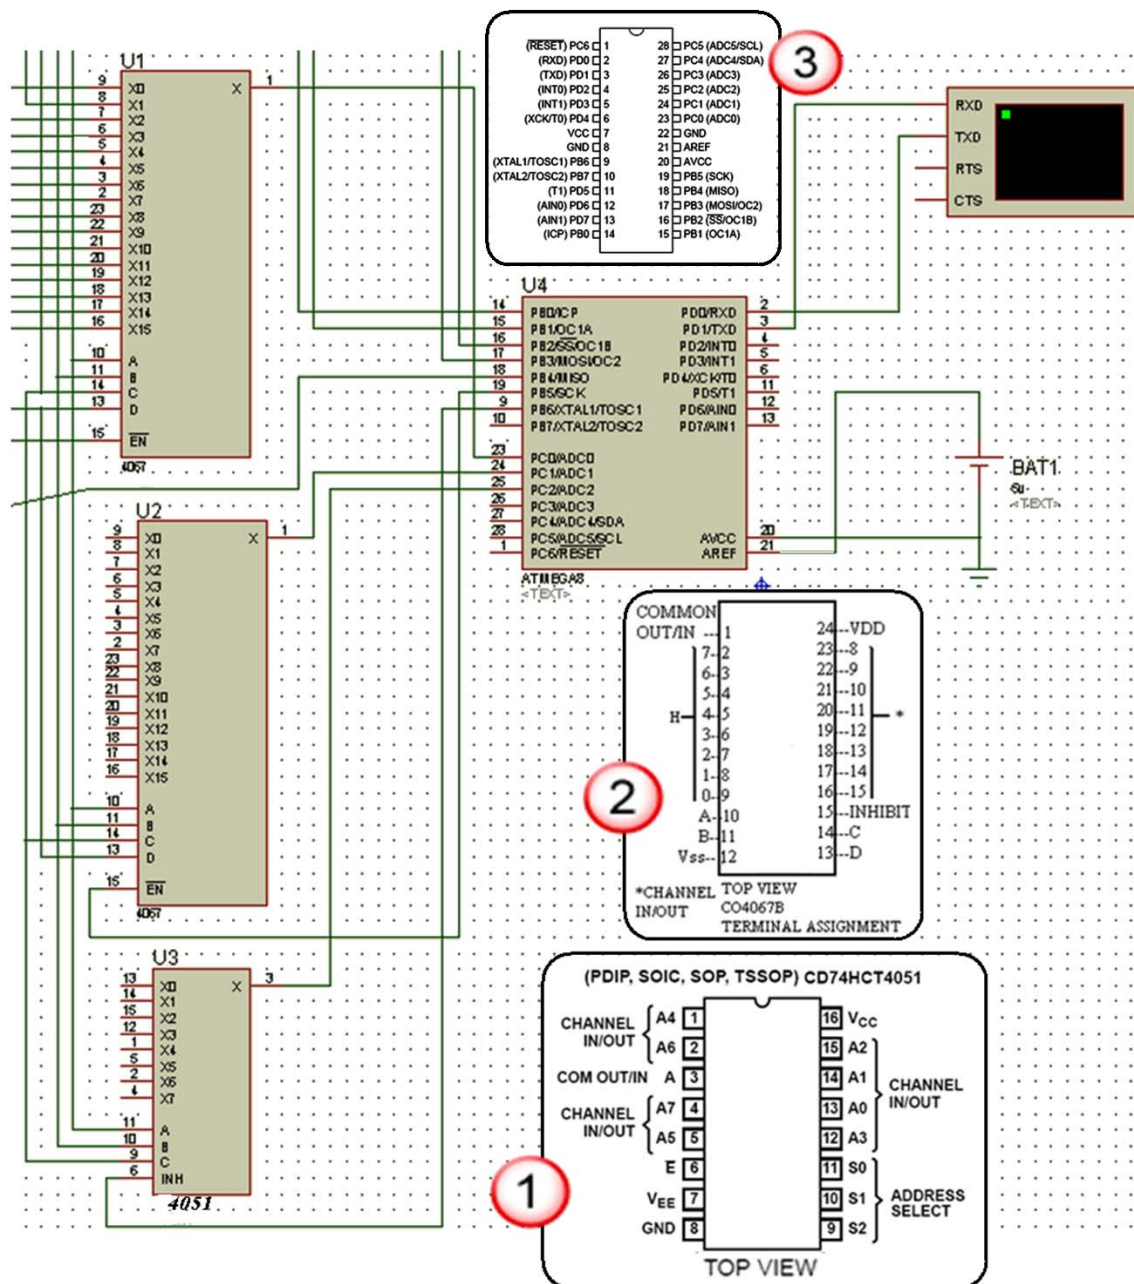 U1
9 X0 X 1
8 X1
7 X2
6 X3
5 X4
4 X5
3 X6
2 X7
23 X8
22 X9
21 X10
20 X11
19 X12
18 X13
17 X14
16 X15
10 A
11 B
14 C
13 D
15 EN
4067
(RESET) PC6 1 28 PC5 (ADC5/SCL)
(RXD) PD0 2 27 PC4 (ADC4/SDA)
(TXD) PD1 3 26 PC3 (ADC3)
(INT0) PD2 4 25 PC2 (ADC2)
(INT1) PD3 5 24 PC1 (ADC1)
(XCK/T0) PD4 6 23 PC0 (ADC0)
VCC 7 22 GND
GND 8 21 AREF
(XTAL1/TOSC1) PB6 9 20 AVCC
(XTAL2/TOSC2) PB7 10 19 PB5 (SCK)
(T1) PD5 11 18 PB4 (MISO)
(AIN0) PD6 12 17 PB3 (MOSI/OC2)
(AIN1) PD7 13 16 PB2 (SS/OC1B)
(ICP) PB0 14 15 PB1 (OC1A)
3
RXD
TXD
RTS
CTS
U4
14 PB0/ICP PD0/RXD 2
15 PB1/OC1A PD1/TXD 3
16 PB2/SS/OC1B PD2/INT0 4
17 PB3/MOSI/OC2 PD3/INT1 5
18 PB4/MISO PD4/XCK/T0 6
19 PB5/SCK PD5/T1 11
9 PB6/XTAL1/TOSC1 PD6/AIN0 12
10 PB7/XTAL2/TOSC2 PD7/AIN1 13
23 PC0/ADC0
24 PC1/ADC1
25 PC2/ADC2
26 PC3/ADC3
27 PC4/ADC4/SDA
28 PC5/ADC5/SCL AVCC 20
1 PC6/RESET AREF 21
ATMEGA8
<TEXT>
BAT1
<TEXT>
U2
9 X0 X 1
8 X1
7 X2
6 X3
5 X4
4 X5
3 X6
2 X7
23 X8
22 X9
21 X10
20 X11
19 X12
18 X13
17 X14
16 X15
10 A
11 B
14 C
13 D
15 EN
4067
COMMON
OUT/IN 1 24 VDD
7 2 23 8
6 3 22 9
5 4 21 10
H 4 5 20 11 *
3 6 19 12
2 7 18 13
1 8 17 14
0 9 16 15
A 10 15 INHIBIT
B 11 14 C
Vss 12 13 D
*CHANNEL
IN/OUT
TOP VIEW
CO4067B
TERMINAL ASSIGNMENT
2
U3
13 X0 X 3
14 X1
15 X2
12 X3
1 X4
5 X5
2 X6
4 X7
11 A
10 B
9 C
6 INH
4051
(PDIP, SOIC, SOP, TSSOP) CD74HCT4051
CHANNEL
IN/OUT
A4 1 16 VCC
A6 2 15 A2
COM OUT/IN A 3 14 A1
CHANNEL
IN/OUT
A7 4 13 A0
A5 5 12 A3
CHANNEL
IN/OUT
E 6 11 S0
VEE 7 10 S1
GND 8 9 S2
ADDRESS
SELECT
TOP VIEW
1